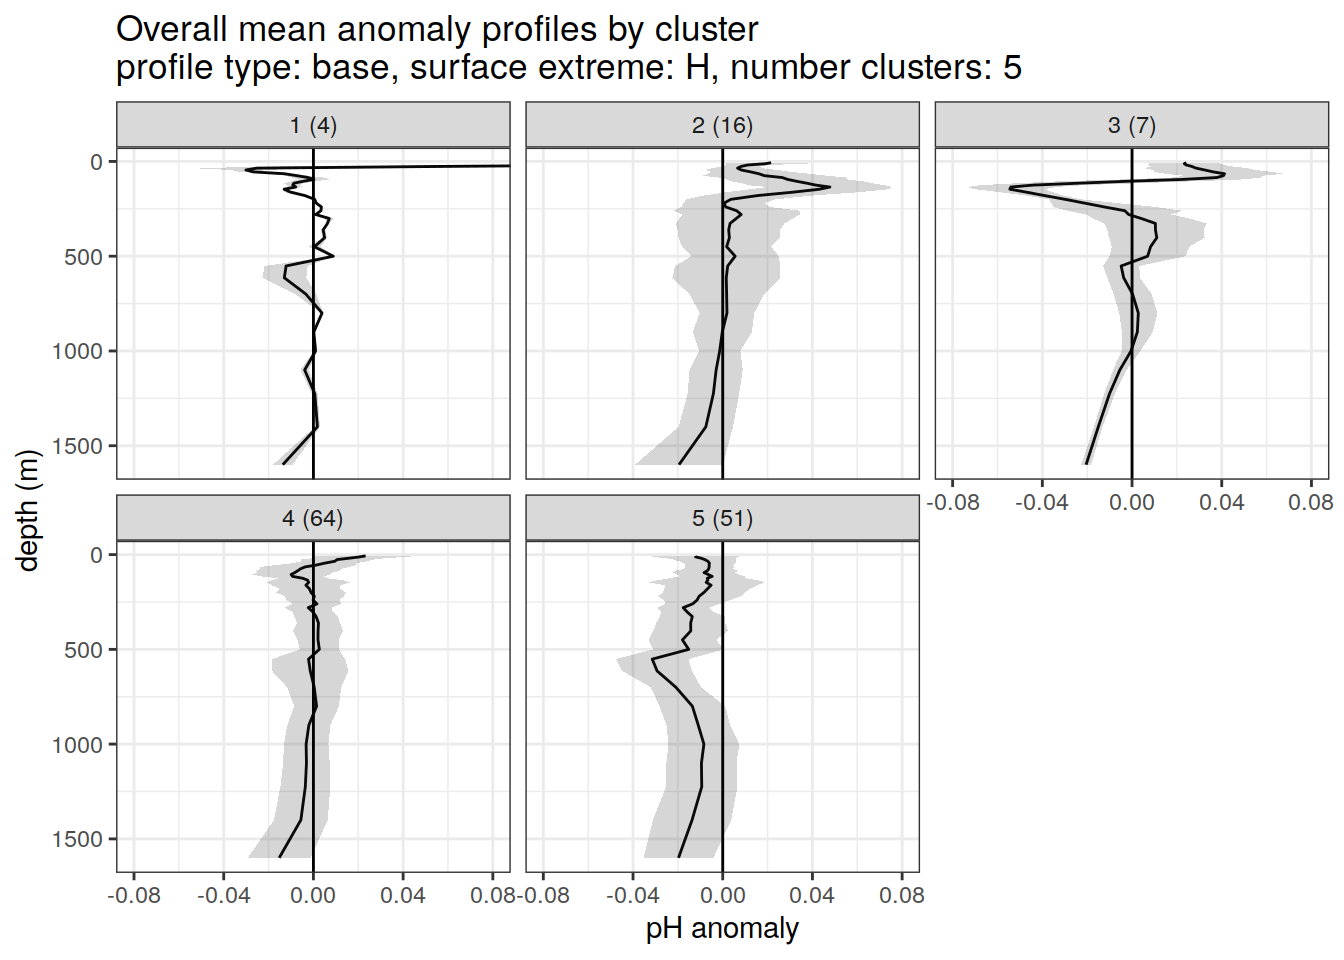 Overall mean anomaly profiles by cluster
profile type: base, surface extreme: H, number clusters: 5
1 (4)
2 (16)
3 (7)
0
500
1000
1500
-0.08 -0.04 0.00 0.04 0.08
4 (64)
5 (51)
0
500
1000
1500
-0.08 -0.04 0.00 0.04 0.08
-0.08 -0.04 0.00 0.04 0.08
depth (m)
pH anomaly